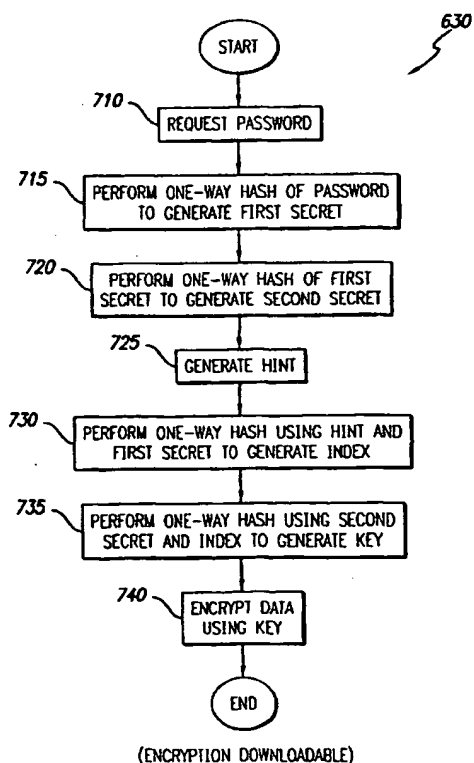 630
START
710
REQUEST PASSWORD
715
PERFORM ONE-WAY HASH OF PASSWORD
TO GENERATE FIRST SECRET
720
PERFORM ONE-WAY HASH OF FIRST
SECRET TO GENERATE SECOND SECRET
725
GENERATE HINT
730
PERFORM ONE-WAY HASH USING HINT AND
FIRST SECRET TO GENERATE INDEX
735
PERFORM ONE-WAY HASH USING SECOND
SECRET AND INDEX TO GENERATE KEY
740
ENCRYPT DATA
USING KEY
END
(ENCRYPTION DOWNLOADABLE)